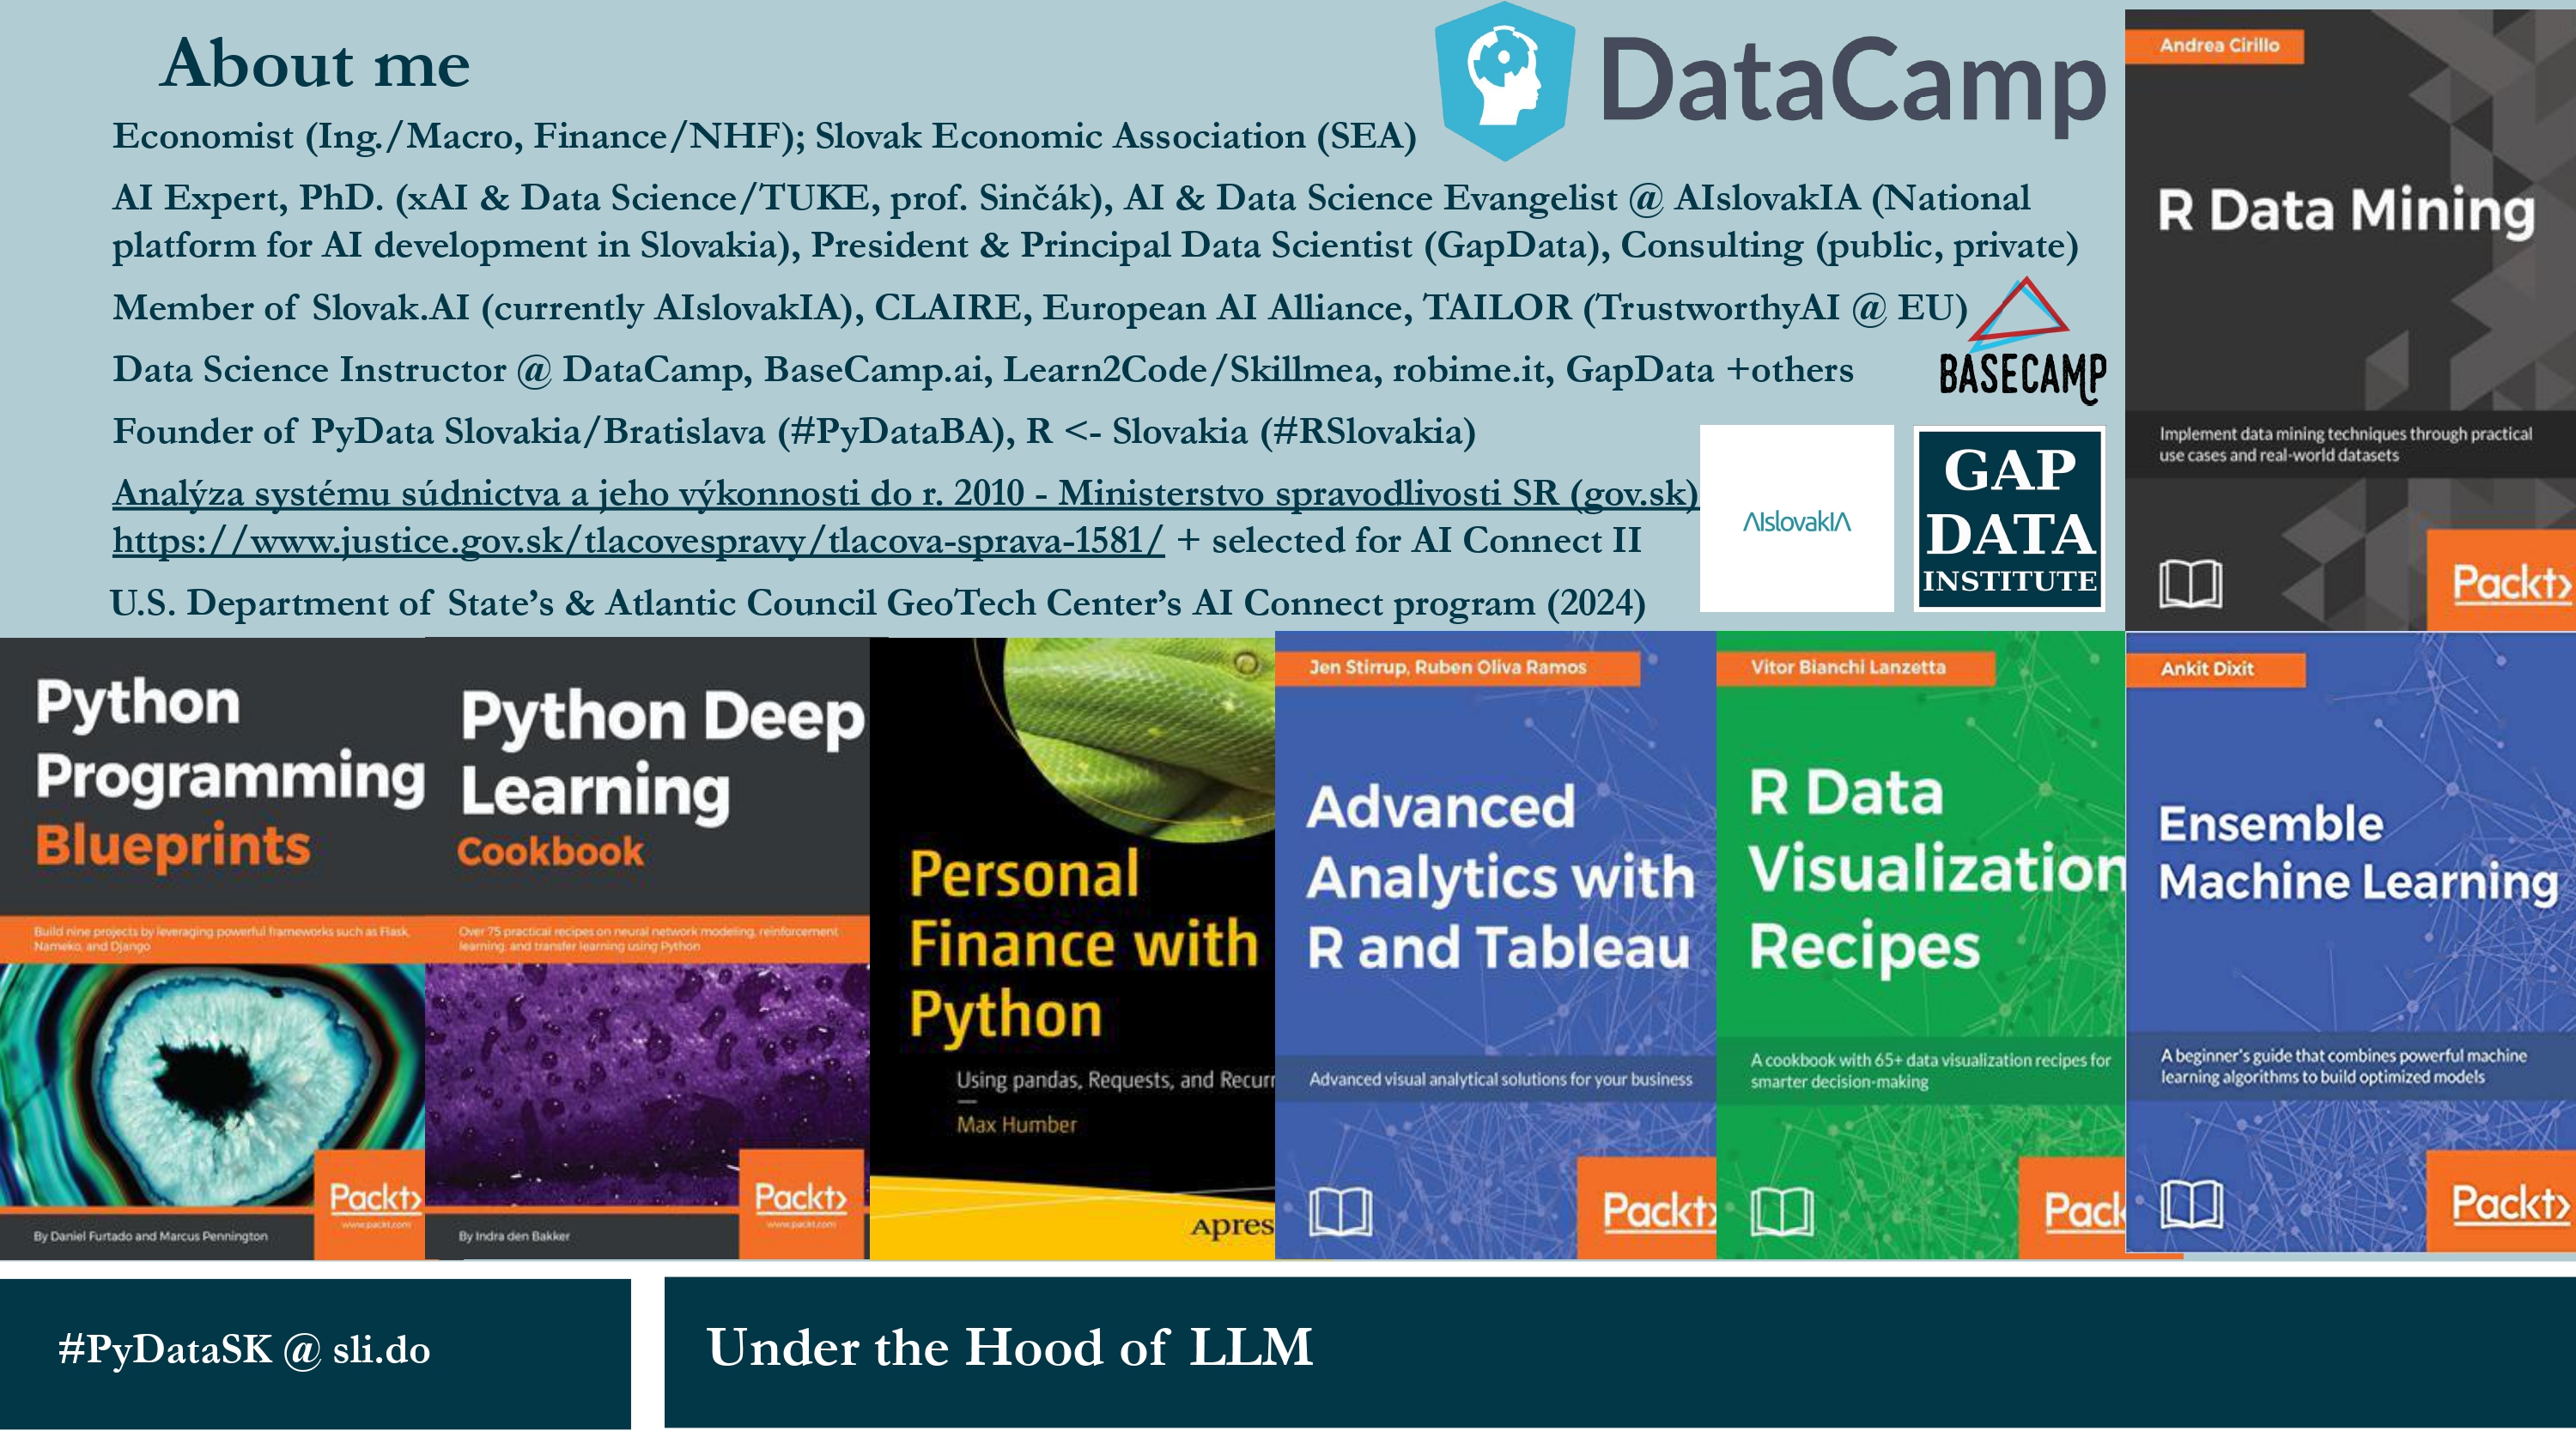 About me
DataCamp
Economist (Ing./Macro, Finance/NHF); Slovak Economic Association (SEA)
AI Expert, PhD. (xAI & Data Science/TUKE, prof. Sinčák), AI & Data Science Evangelist @ AIslovakIA (National
platform for AI development in Slovakia), President & Principal Data Scientist (GapData), Consulting (public, private)
Member of Slovak.AI (currently AIslovakIA), CLAIRE, European AI Alliance, TAILOR (TrustworthyAI @ EU)
Data Science Instructor @ DataCamp, BaseCamp.ai, Learn2Code/Skillmea, robime.it, GapData +others
BASECAMP
Founder of PyData Slovakia/Bratislava (#PyDataBA), R <- Slovakia (#RSlovakia)
Analýza systému súdnictva a jeho výkonnosti do r. 2010 - Ministerstvo spravodlivosti SR (gov.sk)
https://www.justice.gov.sk/tlacovespravy/tlacova-sprava-1581/ + selected for AI Connect II
U.S. Department of State's & Atlantic Council GeoTech Center's AI Connect program (2024)
AIslovakIA
GAP
DATA
INSTITUTE
Andrea Cirillo
R Data Mining
Implement data mining techniques through practical
use cases and real-world datasets
Packt>
Python
Programming
Blueprints
Build nine projects by leveraging powerful frameworks such as Flask,
Nameko, and Django
Packt>
www.packt.com
By Daniel Furtado and Marcus Pennington
Python Deep
Learning
Cookbook
Over 75 practical recipes on neural network modeling, reinforcement
learning, and transfer learning using Python
Packt>
www.packt.com
By Indra den Bakker
Personal
Finance with
Python
Using pandas, Requests, and Recurr
Max Humber
Apres
Jen Stirrup, Ruben Oliva Ramos
Advanced
Analytics with
R and Tableau
Advanced visual analytical solutions for your business
Packt>
Vitor Bianchi Lanzetta
R Data
Visualization
Recipes
A cookbook with 65+ data visualization recipes for
smarter decision-making
Pack
Ankit Dixit
Ensemble
Machine Learning
A beginner's guide that combines powerful machine
learning algorithms to build optimized models
Packt>
#PyDataSK @ sli.do
Under the Hood of LLM